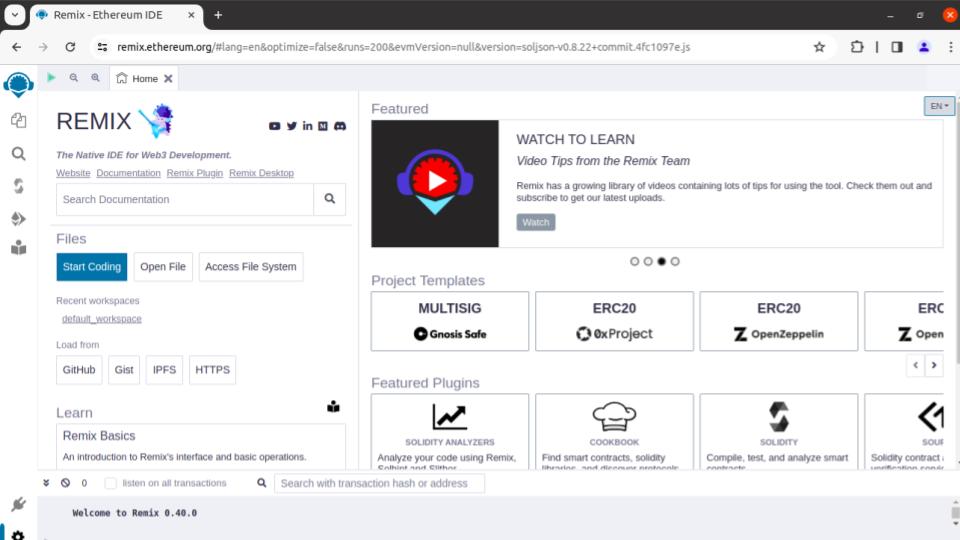 Remix - Ethereum IDE
remix.ethereum.org/#lang=en&optimize=false&runs=200&evmVersion=null&version=soljson-v0.8.22+commit.4fc1097e.js
Home
REMIX
The Native IDE for Web3 Development.
Website Documentation Remix Plugin Remix Desktop
Search Documentation
Files
Start Coding Open File Access File System
Recent workspaces
default_workspace
Load from
GitHub Gist IPFS HTTPS
Learn
Remix Basics
An introduction to Remix's interface and basic operations.
Featured
EN
WATCH TO LEARN
Video Tips from the Remix Team
Remix has a growing library of videos containing lots of tips for using the tool. Check them out and
subscribe to get our latest uploads.
Watch
Project Templates
MULTISIG
Gnosis Safe
ERC20
0xProject
ERC20
OpenZeppelin
ERC
Open
Featured Plugins
SOLIDITY ANALYZERS
Analyze your code using Remix,
Solhint and Slither.
COOKBOOK
Find smart contracts, solidity
libraries, and discover protocols.
SOLIDITY
Compile, test, and analyze smart
contracts.
SOUR
Solidity contract
verification
0 listen on all transactions Search with transaction hash or address
Welcome to Remix 0.40.0